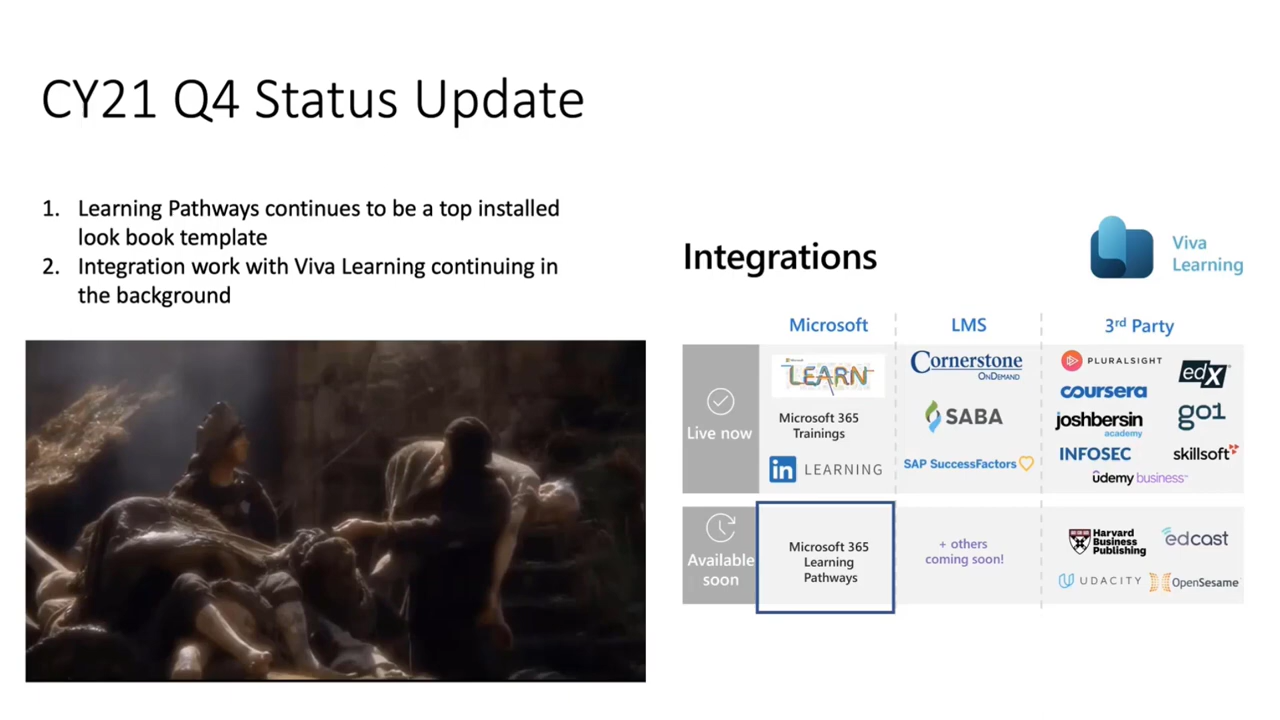 CY21 Q4 Status Update
1. Learning Pathways continues to be a top installed
look book template
2. Integration work with Viva Learning continuing in
the background
Integrations
Viva
Learning
Microsoft
LMS
3rd Party
Live now
Microsoft
LEARN
Microsoft 365
Trainings
in LEARNING
Cornerstone
OnDemand
SABA
SAP SuccessFactors
PLURALSIGHT
edX
coursera
go1
joshbersin
academy
INFOSEC
skillsoft
udemy business
Available
soon
Microsoft 365
Learning
Pathways
+ others
coming soon!
Harvard
Business
Publishing
edcast
UDACITY
OpenSesame